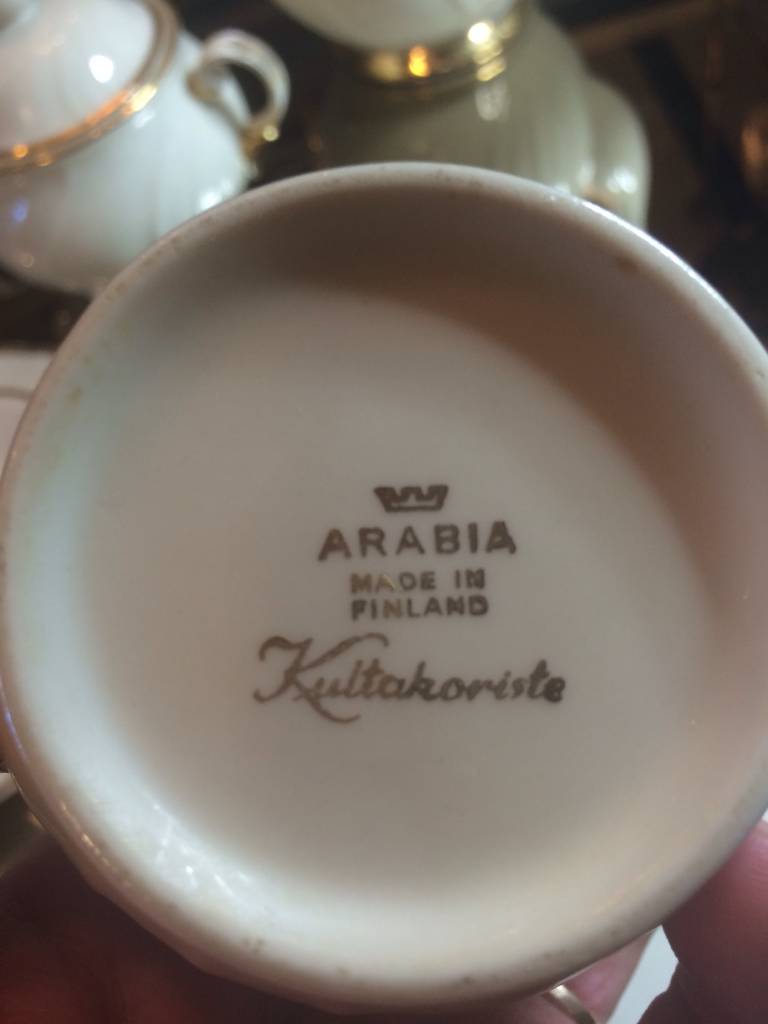 ARABIA
MADE IN
FINLAND
Kultakoriste